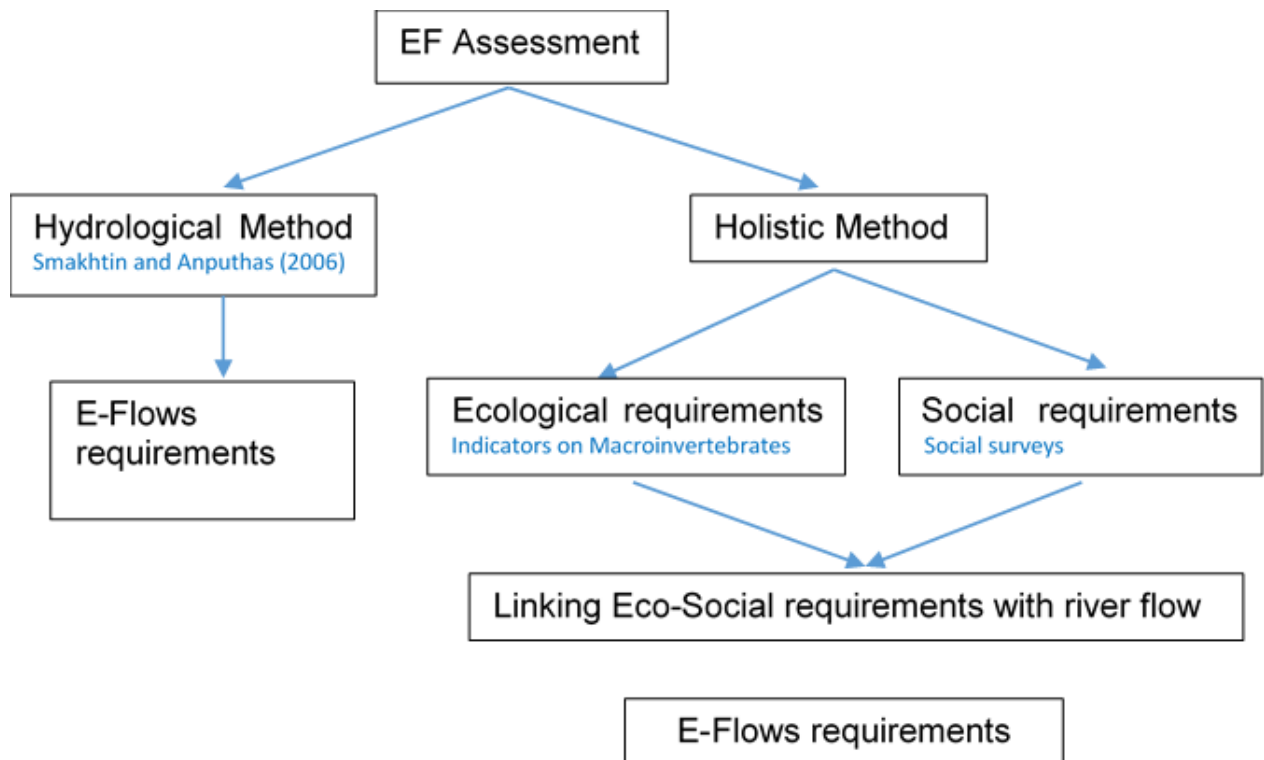 EF Assessment
Hydrological Method
Smakhtin and Anputhas (2006)
Holistic Method
E-Flows
requirements
Ecological requirements
Indicators on Macroinvertebrates
Social requirements
Social surveys
Linking Eco-Social requirements with river flow
E-Flows requirements